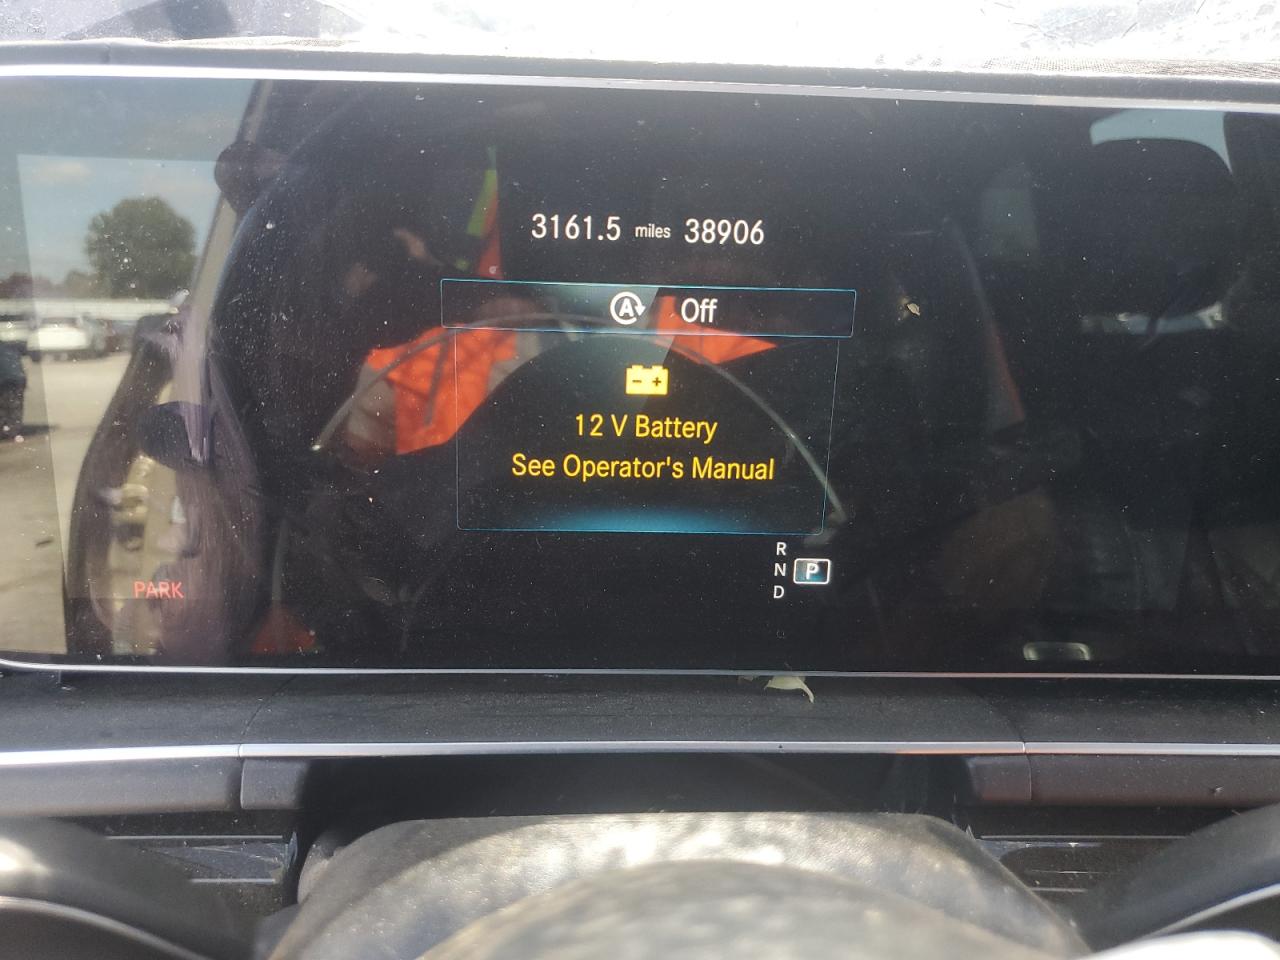 3161.5 miles 38906
A Off
12 V Battery
See Operator's Manual
R
N P
D
PARK